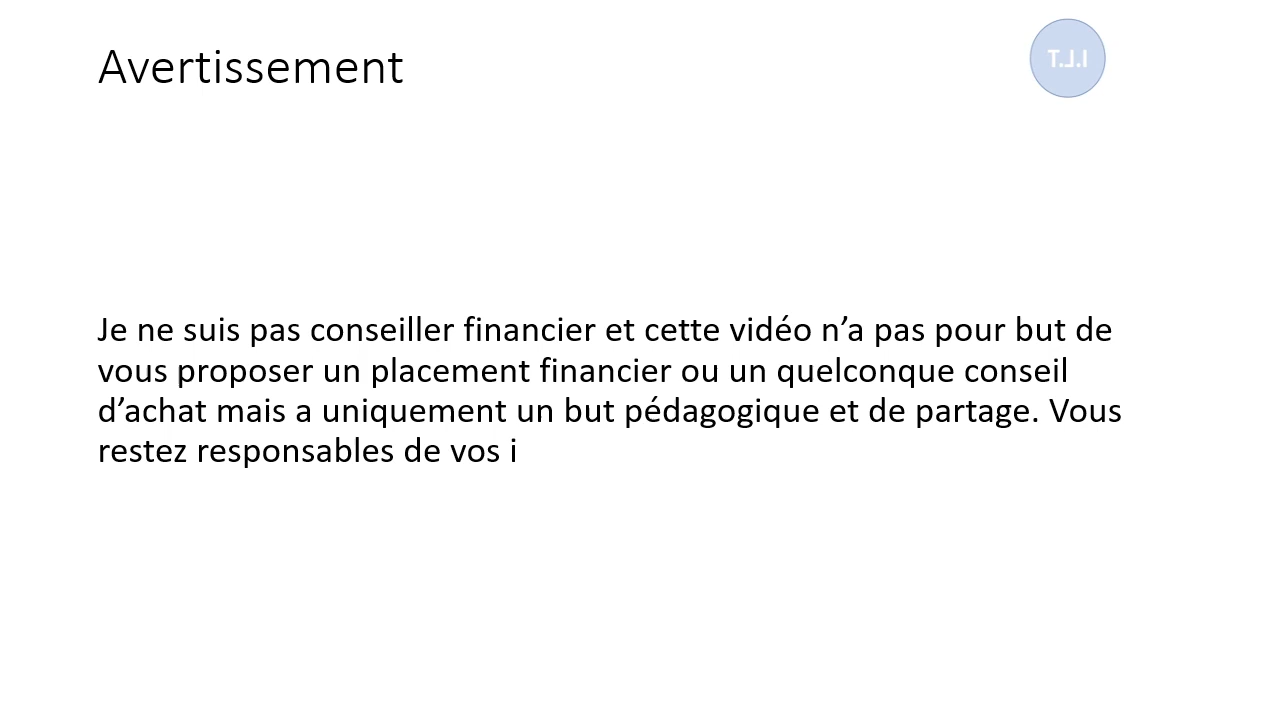 Avertissement
I.J.T
Je ne suis pas conseiller financier et cette vidéo n’a pas pour but de
vous proposer un placement financier ou un quelconque conseil
d’achat mais a uniquement un but pédagogique et de partage. Vous
restez responsables de vos i